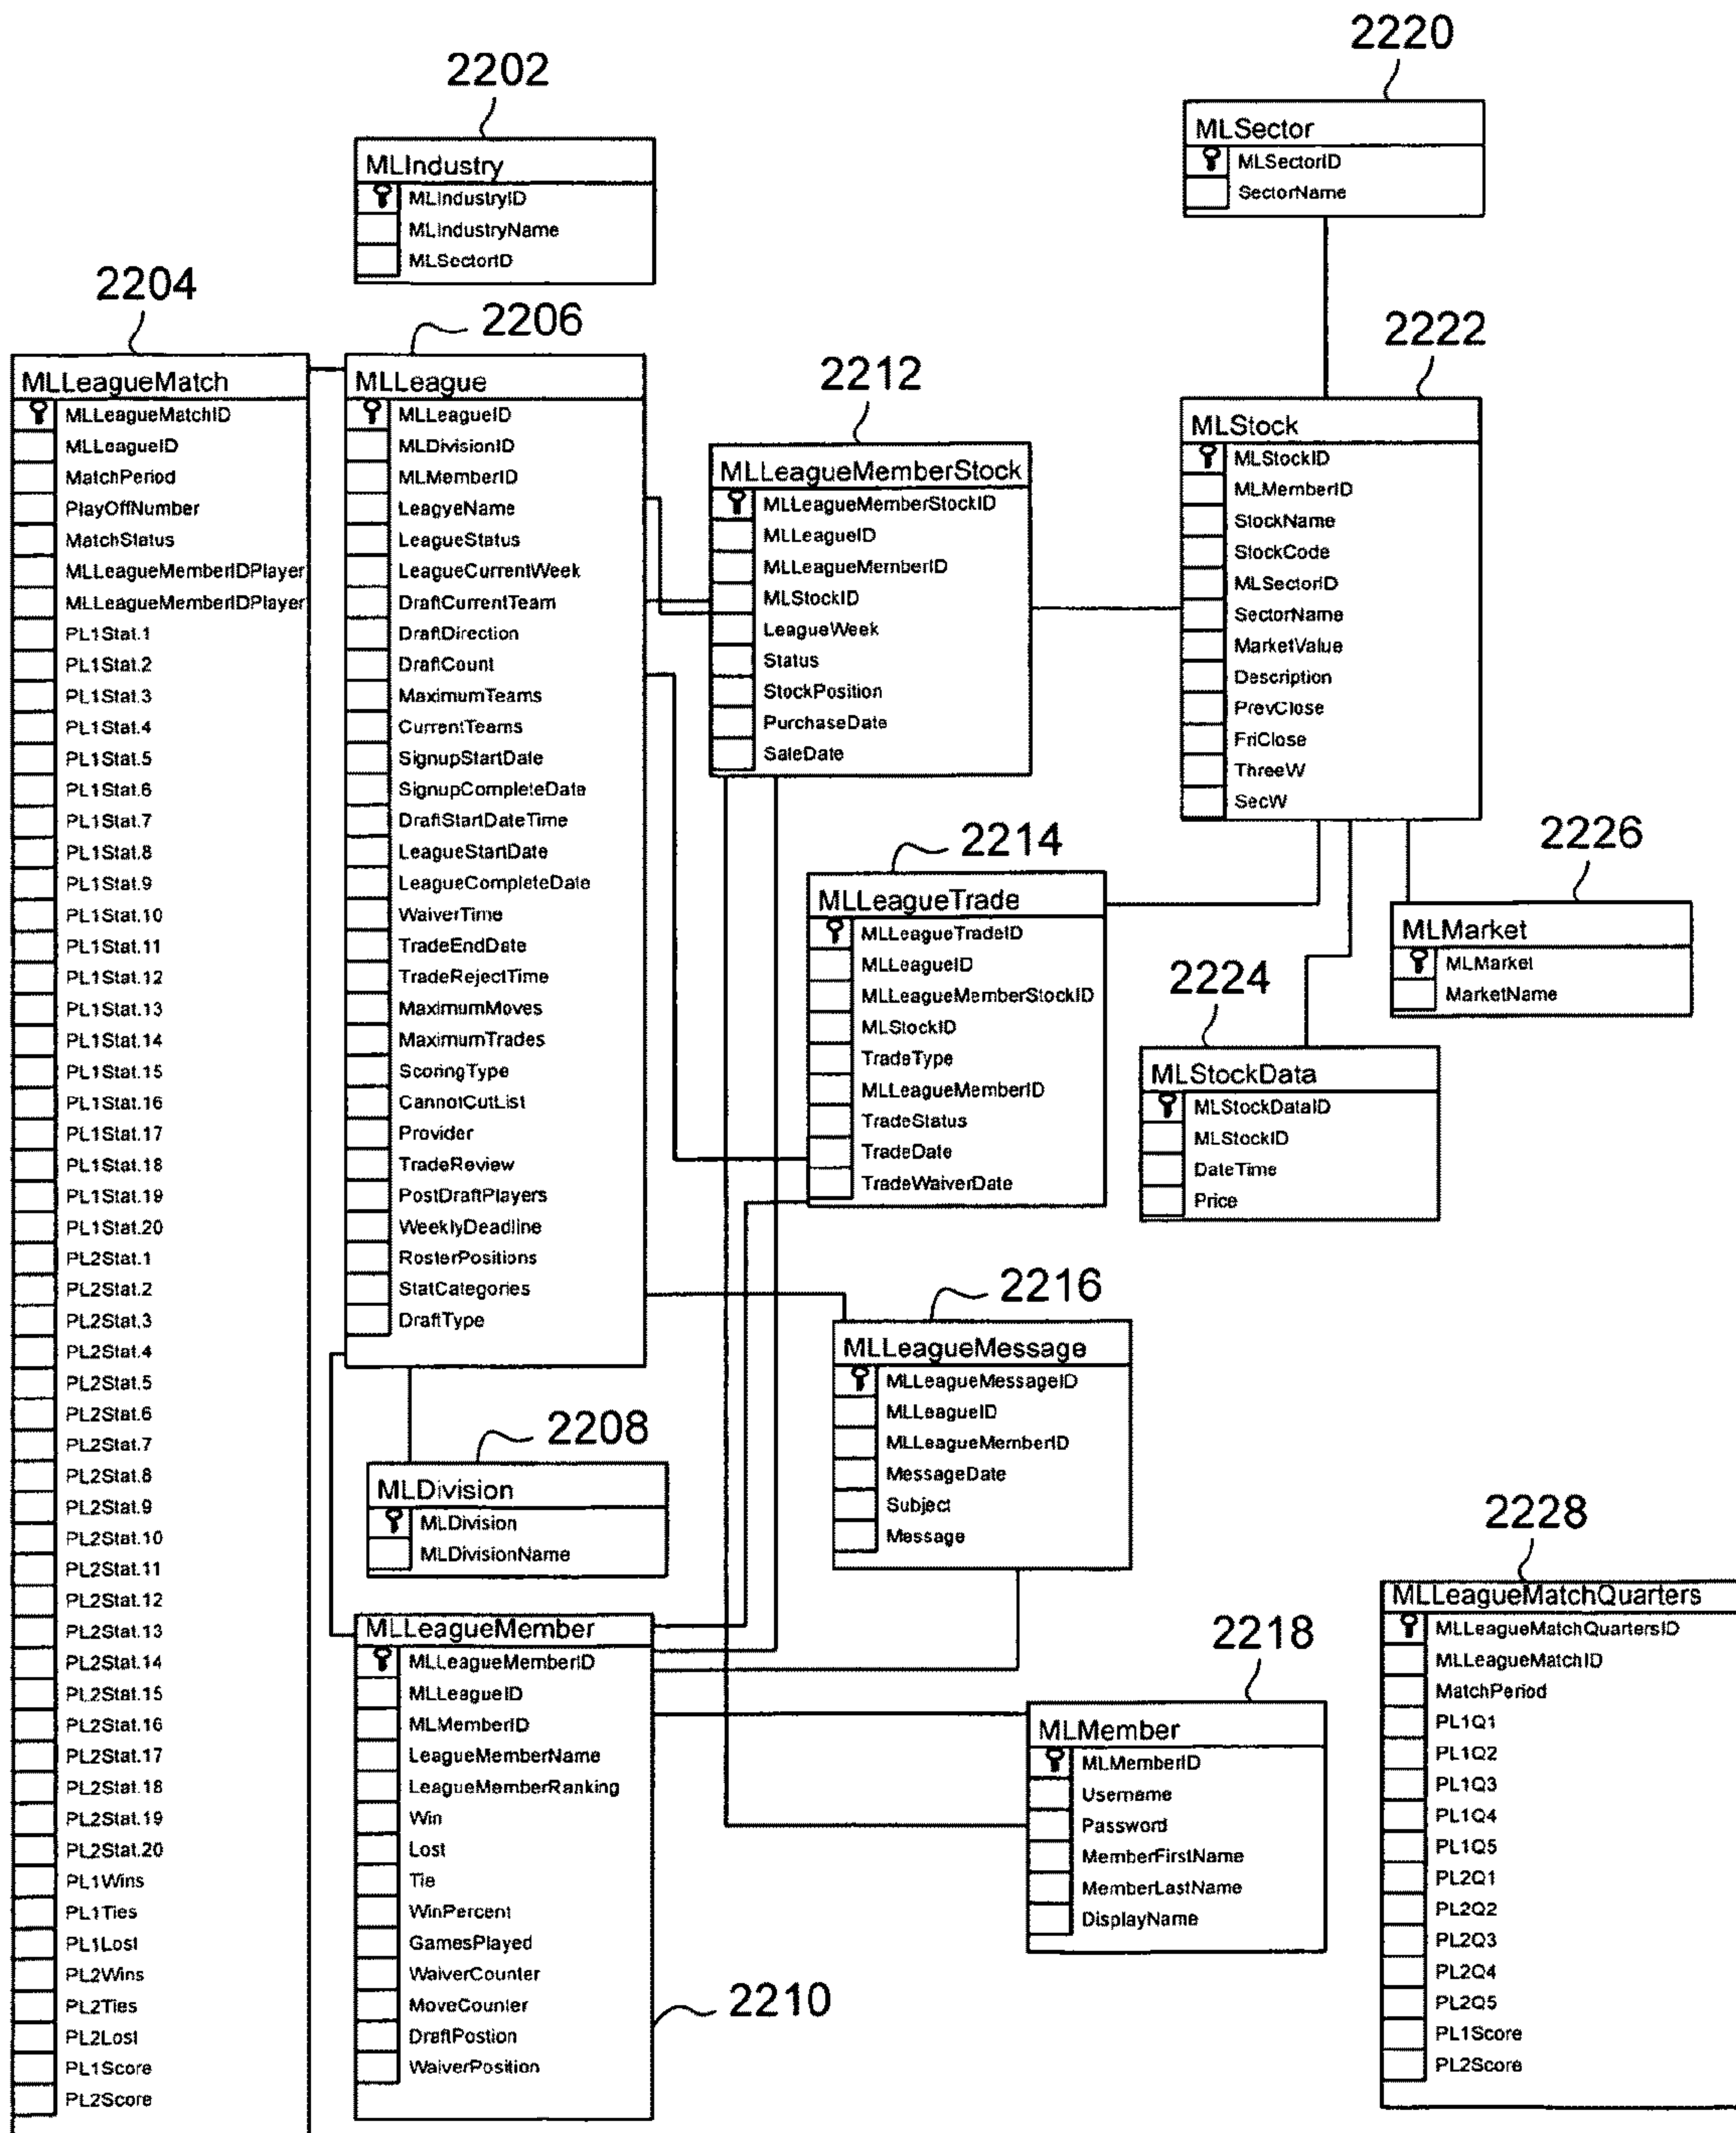 2202
MLIndustry
MLIndustryID
MLIndustryName
MLSectorID
2204
MLLeagueMatch
MLLeagueMatchID
MLLeagueID
MatchPeriod
PlayOffNumber
MatchStatus
MLLeagueMemberIDPlayer
MLLeagueMemberIDPlayer
PL1Stat.1
PL1Stat.2
PL1Stat.3
PL1Stat.4
PL1Stat.5
PL1Stat.6
PL1Stat.7
PL1Stat.8
PL1Stat.9
PL1Stat.10
PL1Stat.11
PL1Stat.12
PL1Stat.13
PL1Stat.14
PL1Stat.15
PL1Stat.16
PL1Stat.17
PL1Stat.18
PL1Stat.19
PL1Stat.20
PL2Stat.1
PL2Stat.2
PL2Stat.3
PL2Stat.4
PL2Stat.5
PL2Stat.6
PL2Stat.7
PL2Stat.8
PL2Stat.9
PL2Stat.10
PL2Stat.11
PL2Stat.12
PL2Stat.13
PL2Stat.14
PL2Stat.15
PL2Stat.16
PL2Stat.17
PL2Stat.18
PL2Stat.19
PL2Stat.20
PL1Wins
PL1Ties
PL1Lost
PL2Wins
PL2Ties
PL2Lost
PL1Score
PL2Score
2206
MLLeague
MLLeagueID
MLDivisionID
MLMemberID
LeagyeName
LeagueStatus
LeagueCurrentWeek
DraftCurrentTeam
DraftDirection
DraftCount
MaximumTeams
CurrentTeams
SignupStartDate
SignupCompleteDate
DraftStartDateTime
LeagueStartDate
LeagueCompleteDate
WaiverTime
TradeEndDate
TradeRejectTime
MaximumMoves
MaximumTrades
ScoringType
CannotCutList
Provider
TradeReview
PostDraftPlayers
WeeklyDeadline
RosterPositions
StatCategories
DraftType
2208
MLDivision
MLDivision
MLDivisionName
MLLeagueMember
MLLeagueMemberID
MLLeagueID
MLMemberID
LeagueMemberName
LeagueMemberRanking
Win
Lost
Tie
WinPercent
GamesPlayed
WaiverCounter
MoveCounter
DraftPostion
WaiverPosition
2210
2212
MLLeagueMemberStock
MLLeagueMemberStockID
MLLeagueID
MLLeagueMemberID
MLStockID
LeagueWeek
Status
StockPosition
PurchaseDate
SaleDate
2214
MLLeagueTrade
MLLeagueTradeID
MLLeagueID
MLLeagueMemberStockID
MLStockID
TradeType
MLLeagueMemberID
TradeStatus
TradeDate
TradeWaiverDate
2216
MLLeagueMessage
MLLeagueMessageID
MLLeagueID
MLLeagueMemberID
MessageDate
Subject
Message
2218
MLMember
MLMemberID
Username
Password
MemberFirstName
MemberLastName
DisplayName
2220
MLSector
MLSectorID
SectorName
2222
MLStock
MLStockID
MLMemberID
StockName
StockCode
MLSectorID
SectorName
MarketValue
Description
PrevClose
FriClose
ThreeW
SecW
2226
MLMarket
MLMarket
MarketName
2224
MLStockData
MLStockDataID
MLStockID
DateTime
Price
2228
MLLeagueMatchQuarters
MLLeagueMatchQuartersID
MLLeagueMatchID
MatchPeriod
PL1Q1
PL1Q2
PL1Q3
PL1Q4
PL1Q5
PL2Q1
PL2Q2
PL2Q3
PL2Q4
PL2Q5
PL1Score
PL2Score